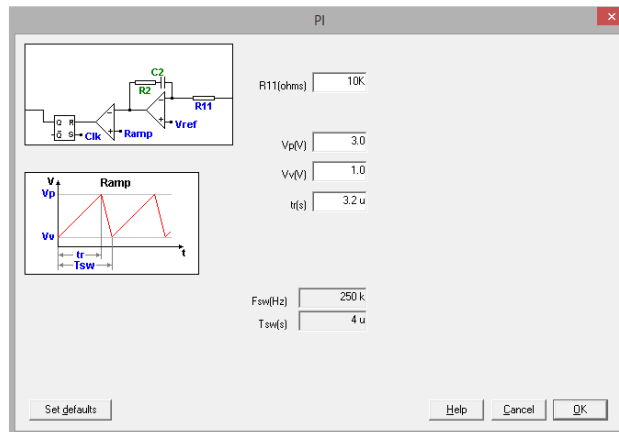 PI
C2
R2
R11
Q R
Q S
Clk
Ramp
Vref
R11(ohms) 10K
Vp(V) 3.0
Vv(V) 1.0
tr(s) 3.2 u
V Ramp
Vp
Vv
tr
t
Tsw
Fsw(Hz) 250 k
Tsw(s) 4 u
Set defaults Help Cancel OK